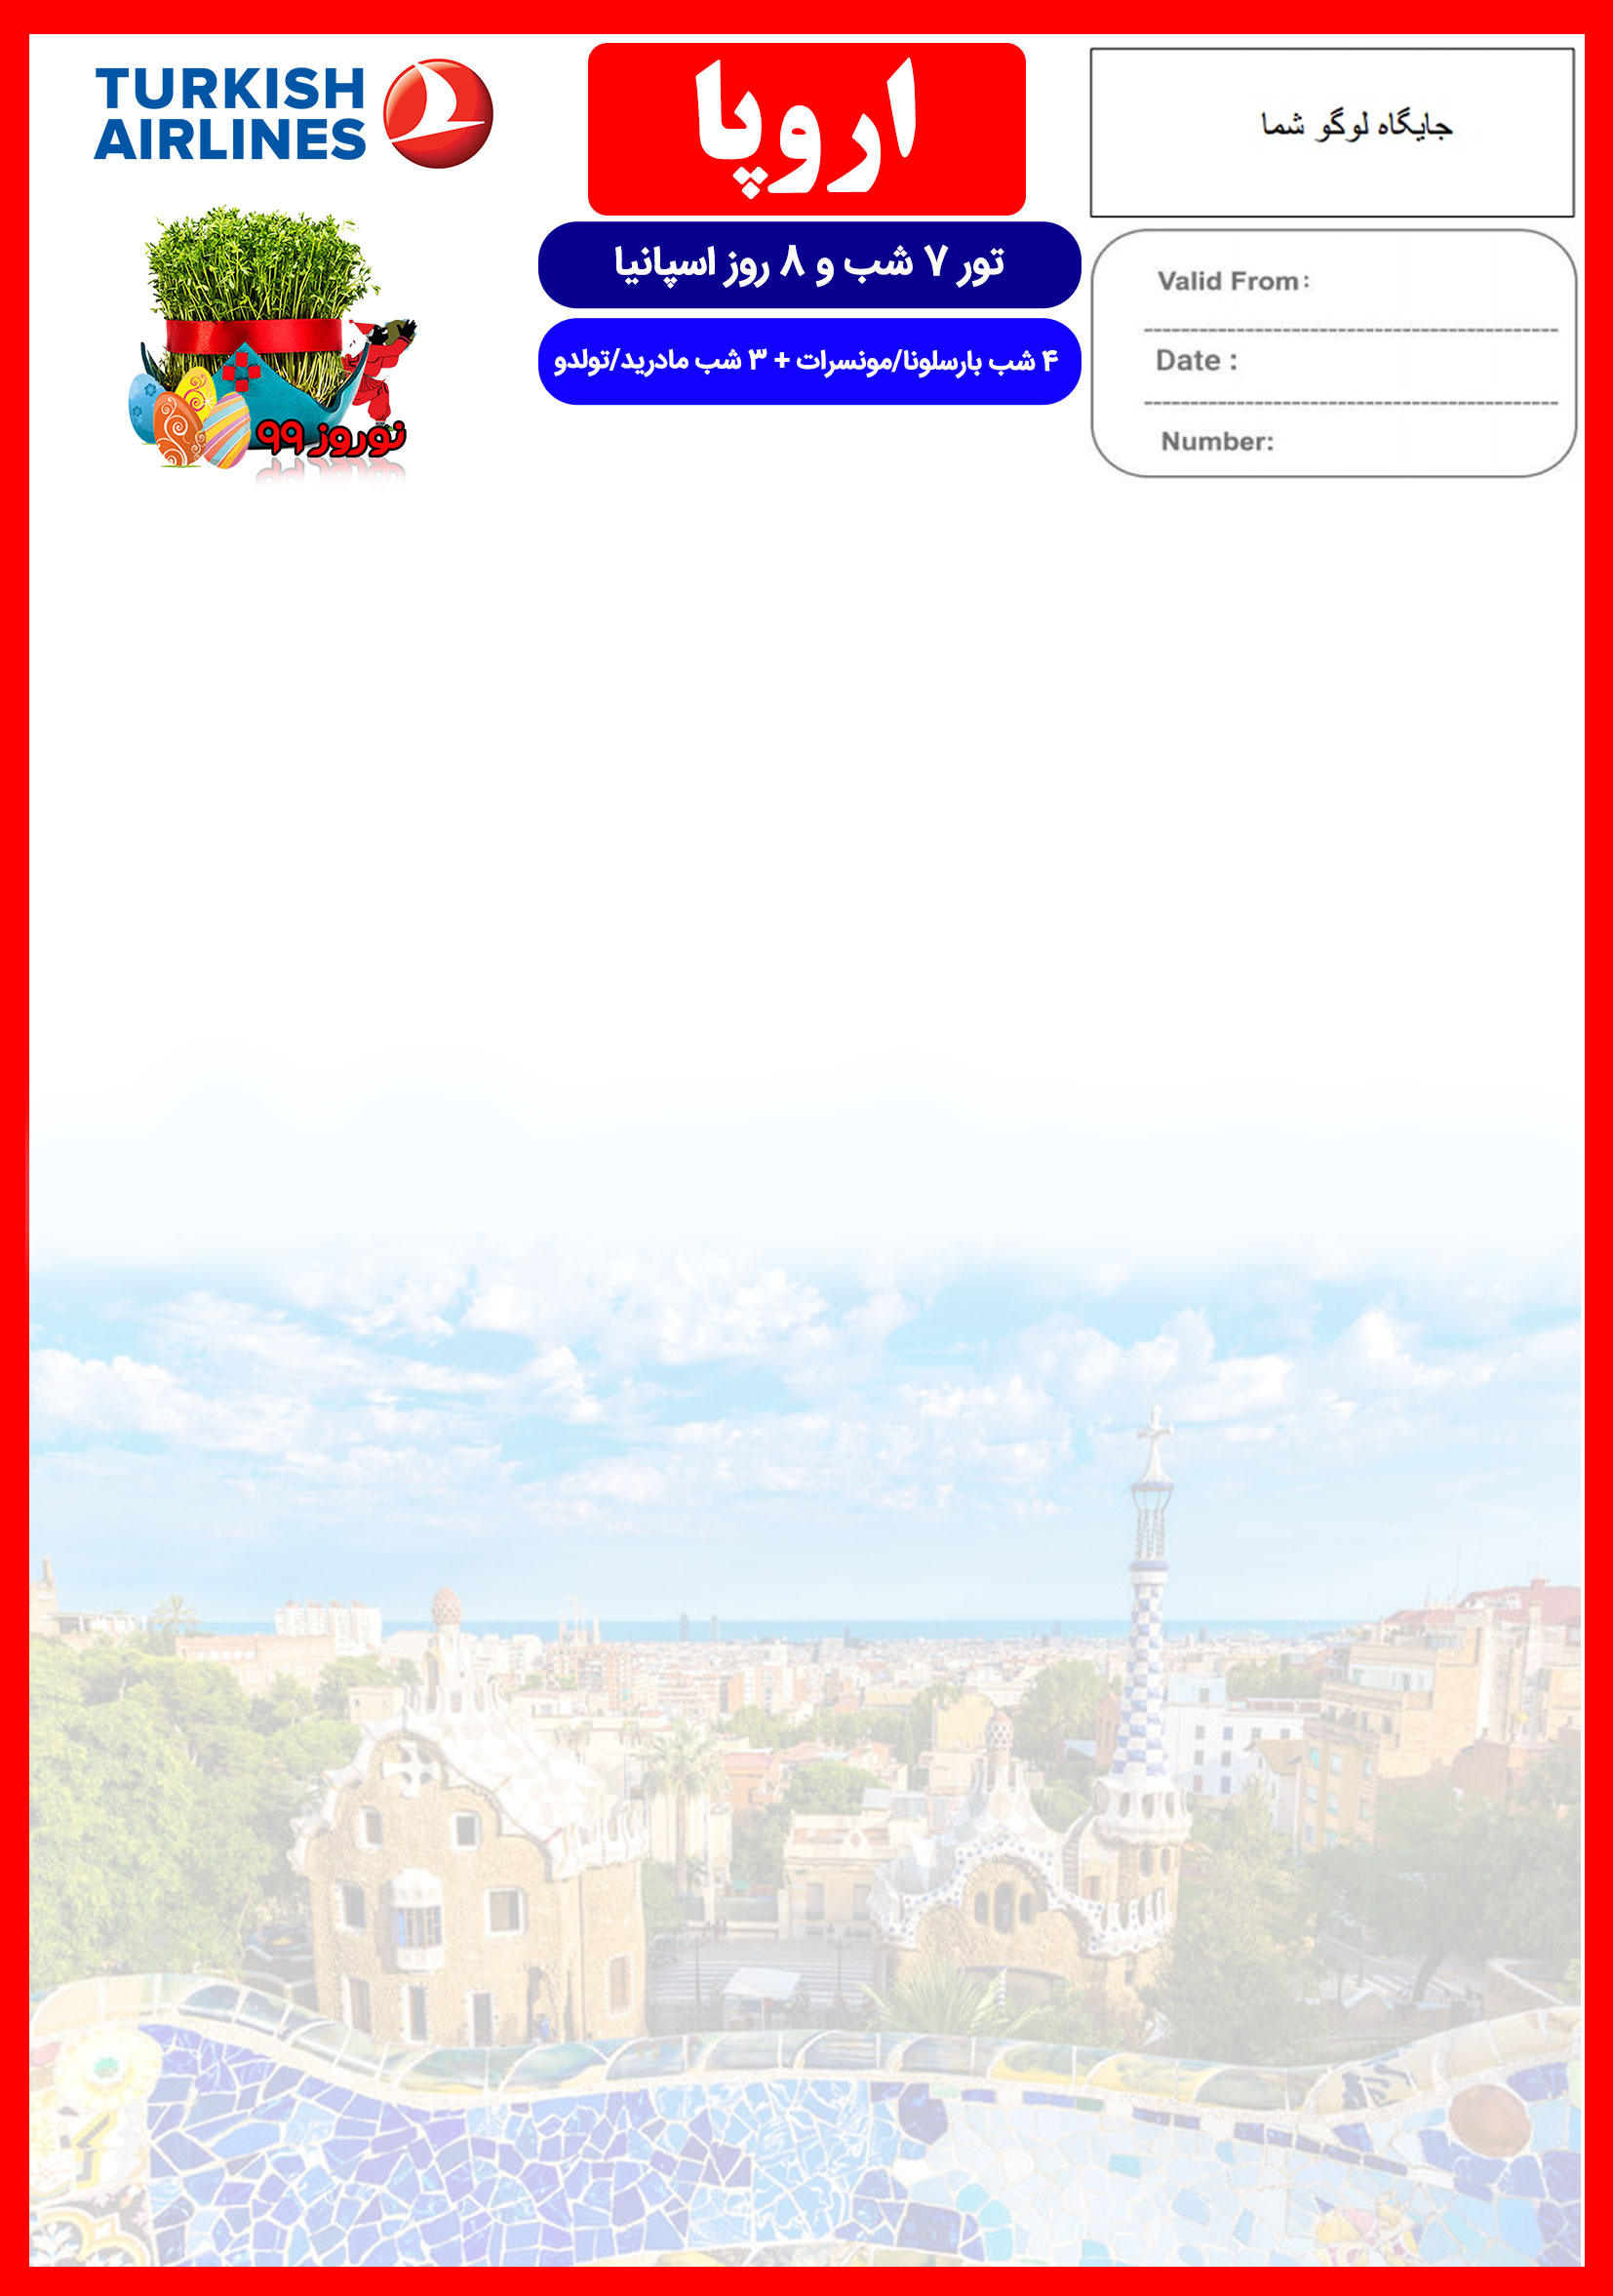 TURKISH
AIRLINES
اروپا
جایگاه لوگو شما
تور ۷ شب و ۸ روز اسپانیا
۴ شب بارسلونا/مونسرات + ۳ شب مادرید/تولدو
Valid From:
Date :
Number:
نوروز ۹۹